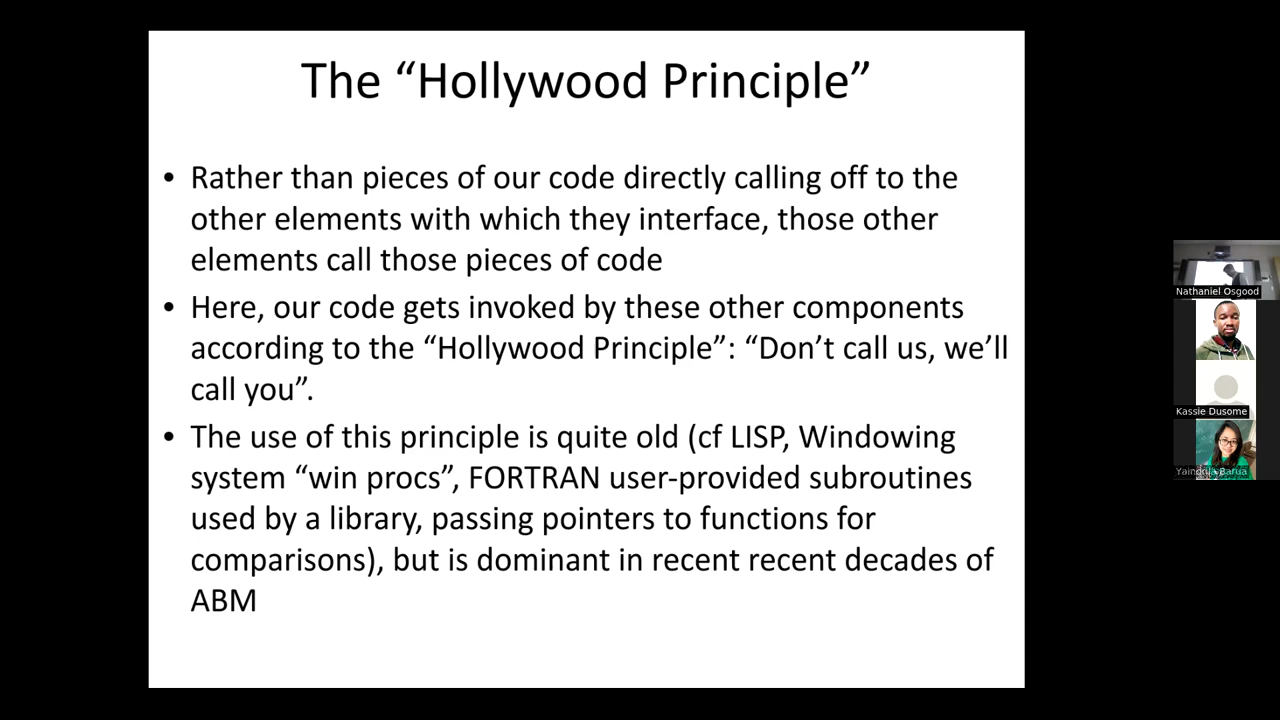 The “Hollywood Principle”
• Rather than pieces of our code directly calling off to the
other elements with which they interface, those other
elements call those pieces of code
• Here, our code gets invoked by these other components
according to the “Hollywood Principle”: “Don’t call us, we’ll
call you”.
• The use of this principle is quite old (cf LISP, Windowing
system “win procs”, FORTRAN user-provided subroutines
used by a library, passing pointers to functions for
comparisons), but is dominant in recent recent decades of
ABM
Nathaniel Osgood
Kassie Dusome
Barua